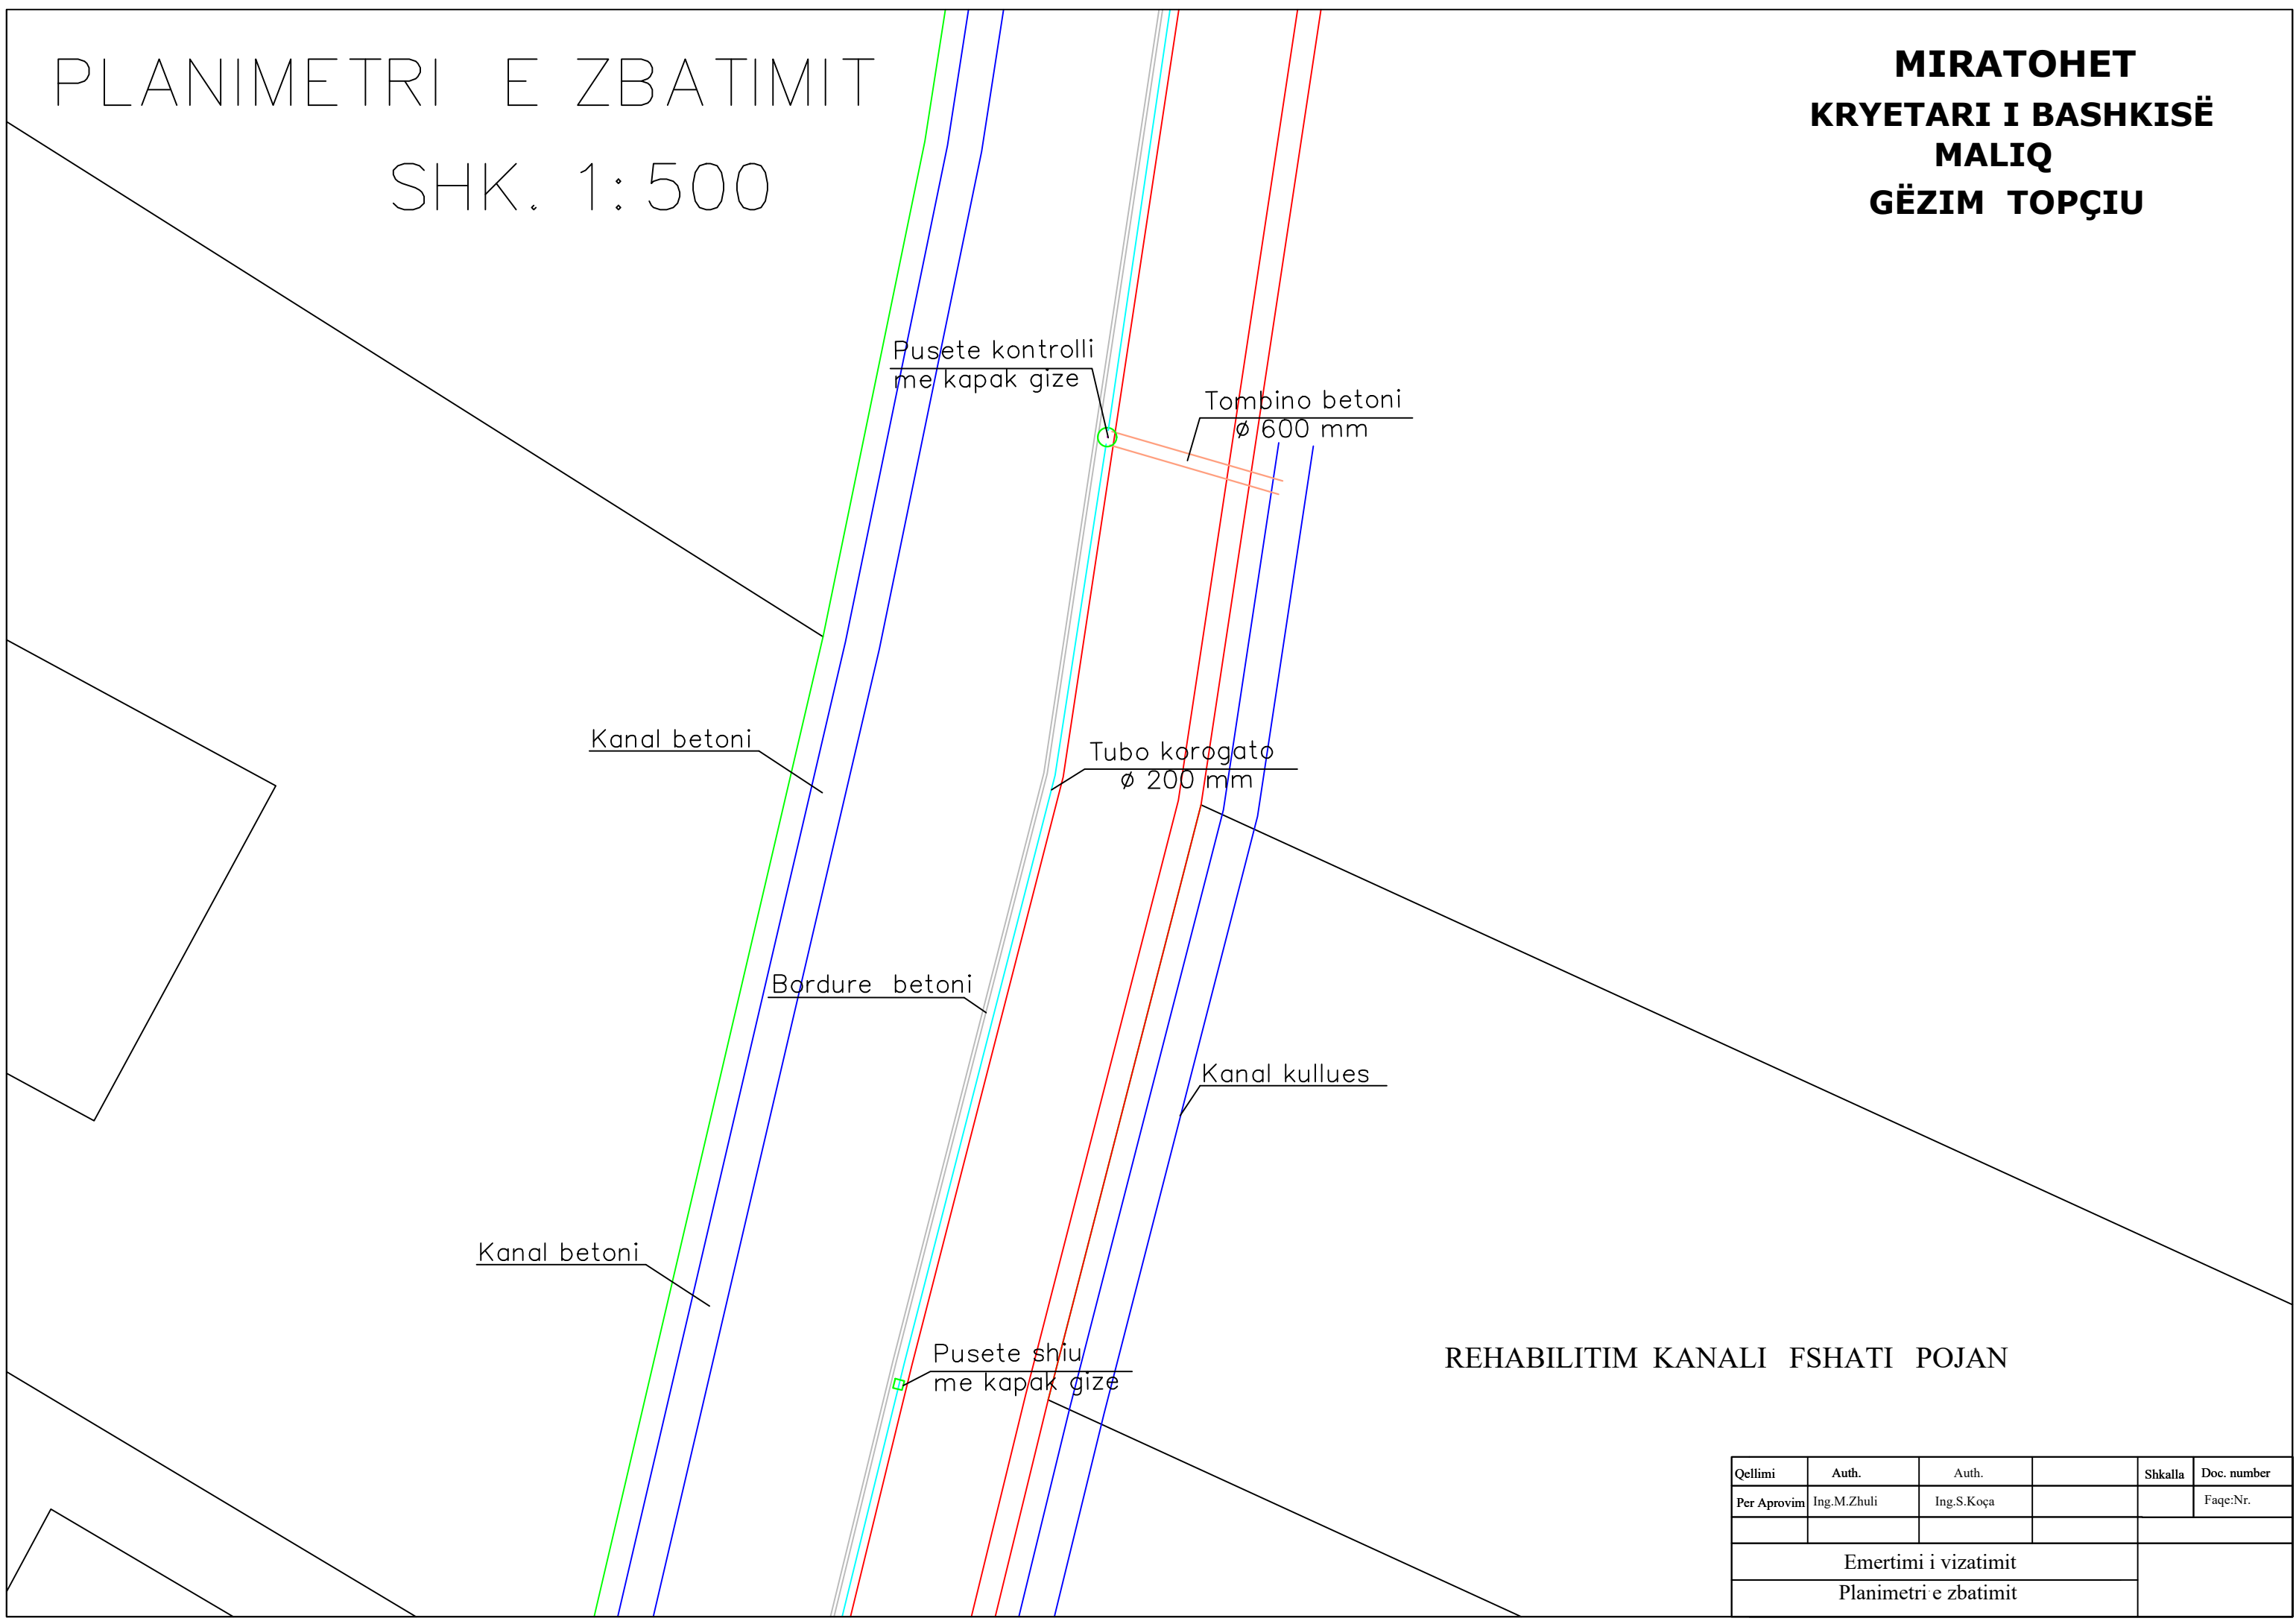 PLANIMETRI E ZBATIMIT
SHK. 1:500
MIRATOHET
KRYETARI I BASHKISË
MALIQ
GËZIM TOPÇIU
Pusete kontrolli
me kapak gize
Tombino betoni
ø 600 mm
Kanal betoni
Tubo korogato
ø 200 mm
Bordure betoni
Kanal kullues
Kanal betoni
Pusete shiu
me kapak gize
REHABILITIM KANALI FSHATI POJAN
Qellimi Auth. Auth. Shkalla Doc. number
Per Aprovim Ing.M.Zhuli Ing.S.Koça Faqe:Nr.
Emertimi i vizatimit
Planimetri e zbatimit